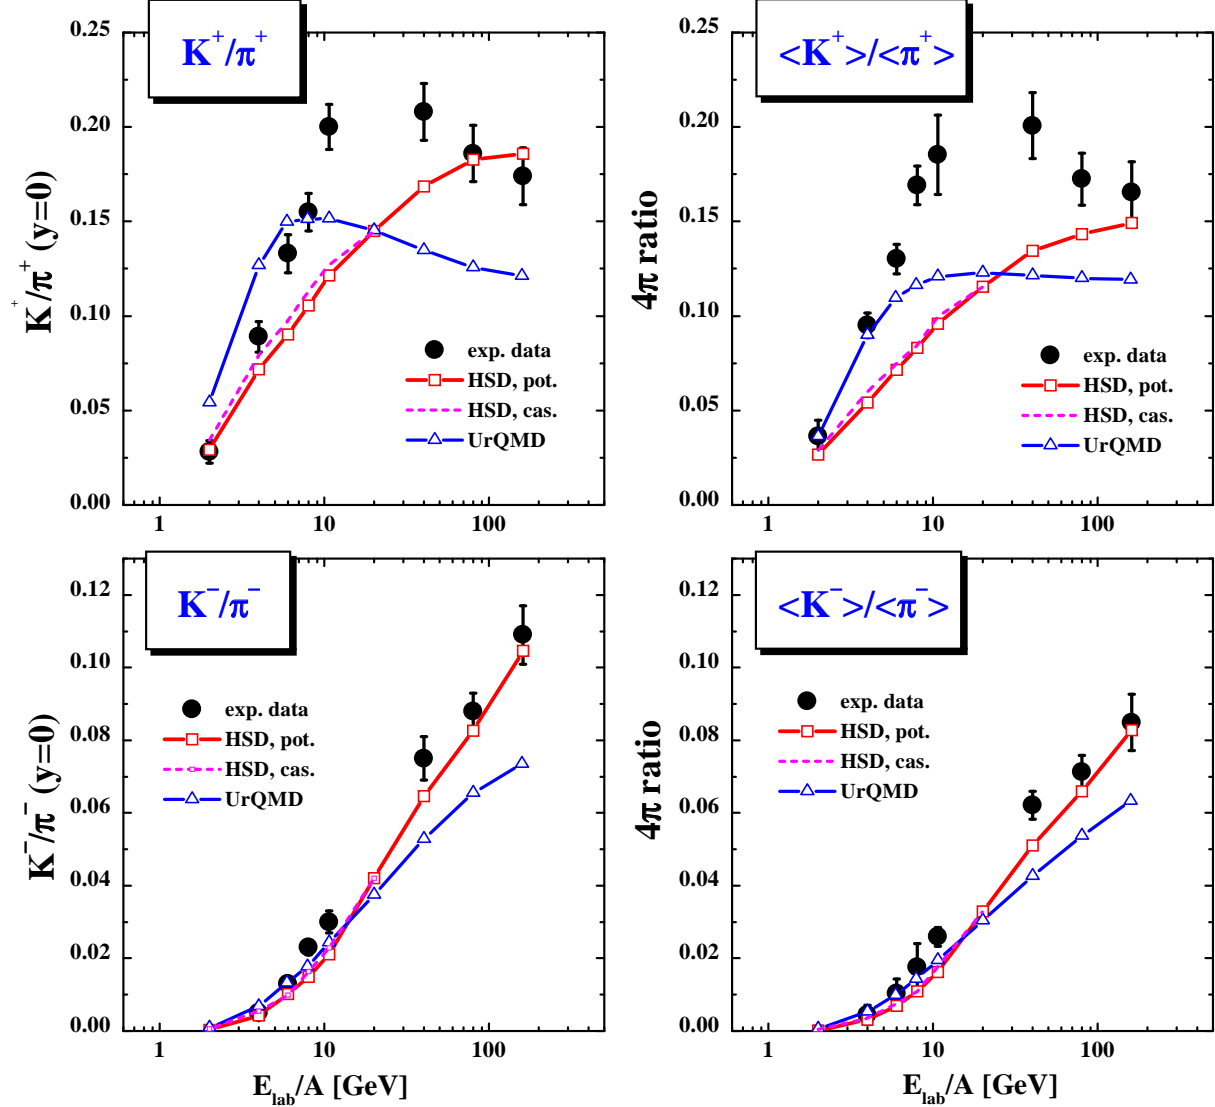 K⁺/π⁺
K⁺/π⁺ (y=0)
0.25
0.20
0.15
0.10
0.05
0.00
exp. data
HSD, pot.
HSD, cas.
UrQMD
1 10 100
<K⁺>/<π⁺>
4π ratio
0.25
0.20
0.15
0.10
0.05
0.00
exp. data
HSD, pot.
HSD, cas.
UrQMD
1 10 100
K⁻/π⁻
K⁻/π⁻ (y=0)
0.12
0.10
0.08
0.06
0.04
0.02
0.00
exp. data
HSD, pot.
HSD, cas.
UrQMD
1 10 100
E_lab/A [GeV]
<K⁻>/<π⁻>
4π ratio
0.12
0.10
0.08
0.06
0.04
0.02
0.00
exp. data
HSD, pot.
HSD, cas.
UrQMD
1 10 100
E_lab/A [GeV]